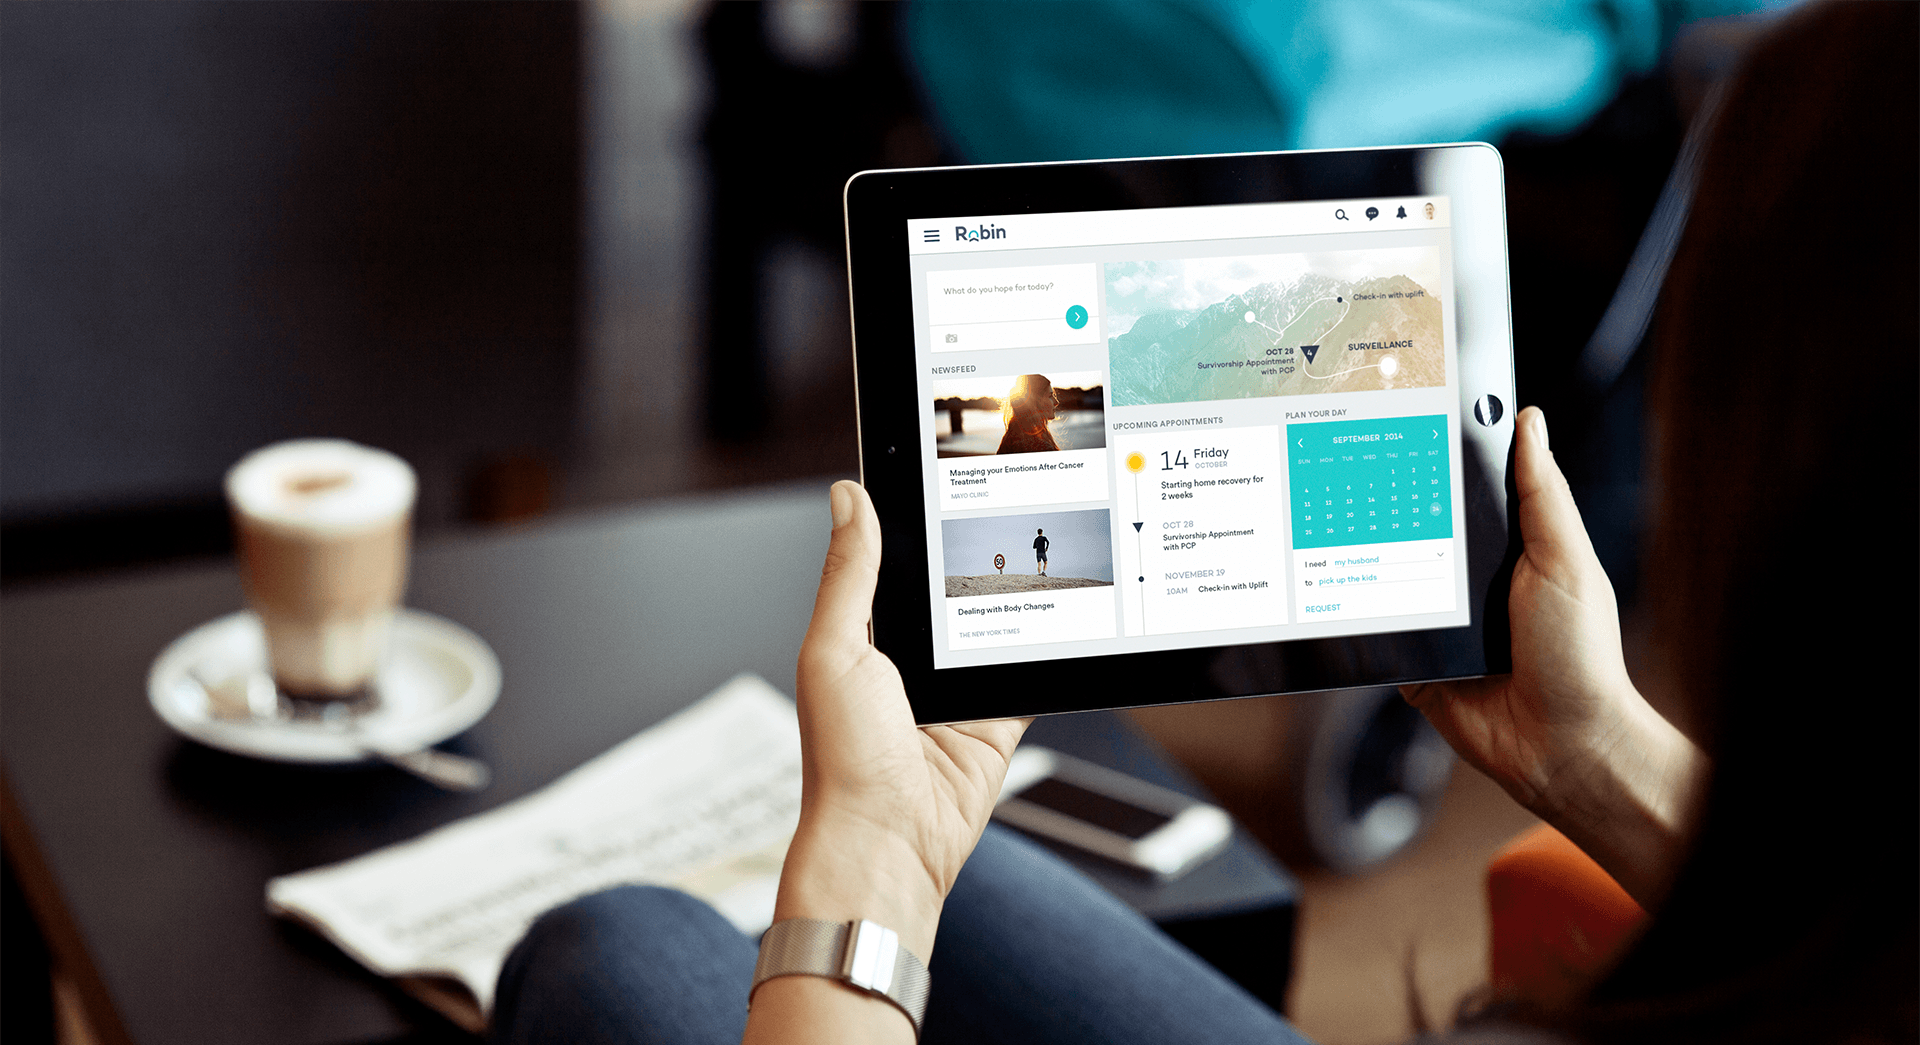 Robin
What do you hope for today?
NEWSFEED
Managing your Emotions After Cancer
Treatment
MAYO CLINIC
50
Dealing with Body Changes
THE NEW YORK TIMES
Check-in with uplift
OCT 28
Survivorship Appointment
with PCP
4
SURVEILLANCE
UPCOMING APPOINTMENTS
14 Friday
OCTOBER
Starting home recovery for
2 weeks
OCT 28
Survivorship Appointment
with PCP
NOVEMBER 19
10AM Check-in with Uplift
PLAN YOUR DAY
SEPTEMBER 2014
SUN MON TUE WED THU FRI SAT
1 2 3
4 5 6 7 8 9 10
11 12 13 14 15 16 17
18 19 20 21 22 23 24
25 26 27 28 29 30
I need my husband
to pick up the kids
REQUEST